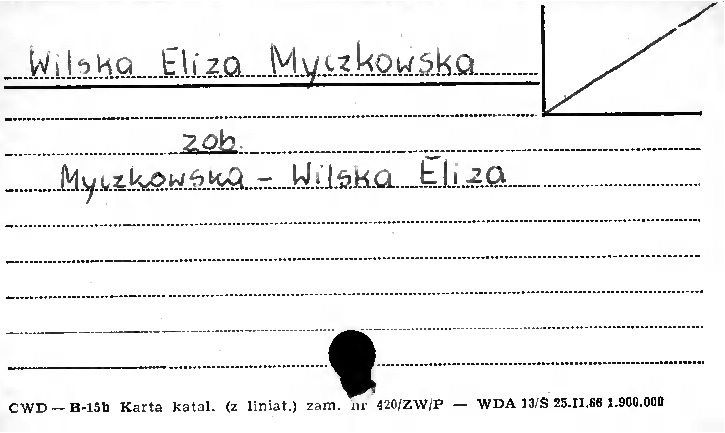 Wilska Eliza Myczkowska
zob.
Myczkowska - Wilska Eliza
CWD — B-15b Karta katal. (z liniat.) zam. nr 420/ZW/P — WDA 13/S 25.II.66 1.900.000